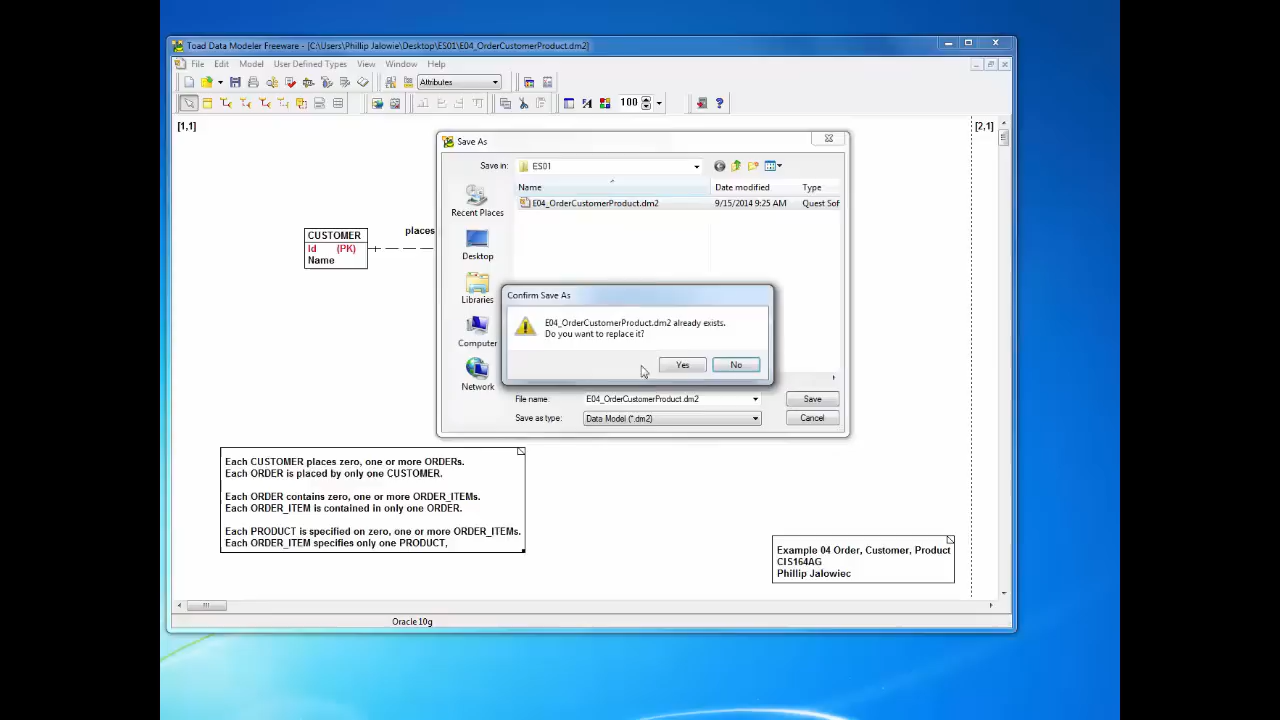 Toad Data Modeler Freeware - [C:\Users\Phillip Jalowie\Desktop\ES01\E04_OrderCustomerProduct.dm2]
File Edit Model User Defined Types View Window Help
Attributes
100
[1,1]
[2,1]
Save As
Save in: ES01
Name Date modified Type
E04_OrderCustomerProduct.dm2 9/15/2014 9:25 AM Quest Sof
Recent Places
Desktop
Libraries
Computer
Network
CUSTOMER
Id (PK)
Name
places
Confirm Save As
E04_OrderCustomerProduct.dm2 already exists.
Do you want to replace it?
Yes No
File name: E04_OrderCustomerProduct.dm2 Save
Save as type: Data Model (*.dm2) Cancel
Each CUSTOMER places zero, one or more ORDERs.
Each ORDER is placed by only one CUSTOMER.
Each ORDER contains zero, one or more ORDER_ITEMs.
Each ORDER_ITEM is contained in only one ORDER.
Each PRODUCT is specified on zero, one or more ORDER_ITEMs.
Each ORDER_ITEM specifies only one PRODUCT,
Example 04 Order, Customer, Product
CIS164AG
Phillip Jalowiec
Oracle 10g